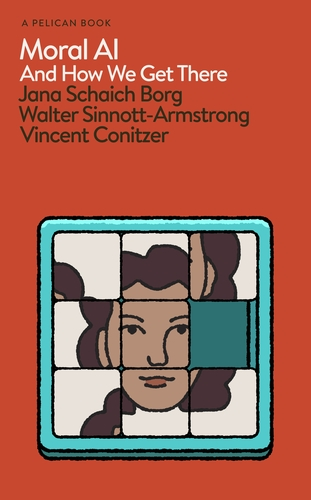 A PELICAN BOOK
Moral AI
And How We Get There
Jana Schaich Borg
Walter Sinnott-Armstrong
Vincent Conitzer